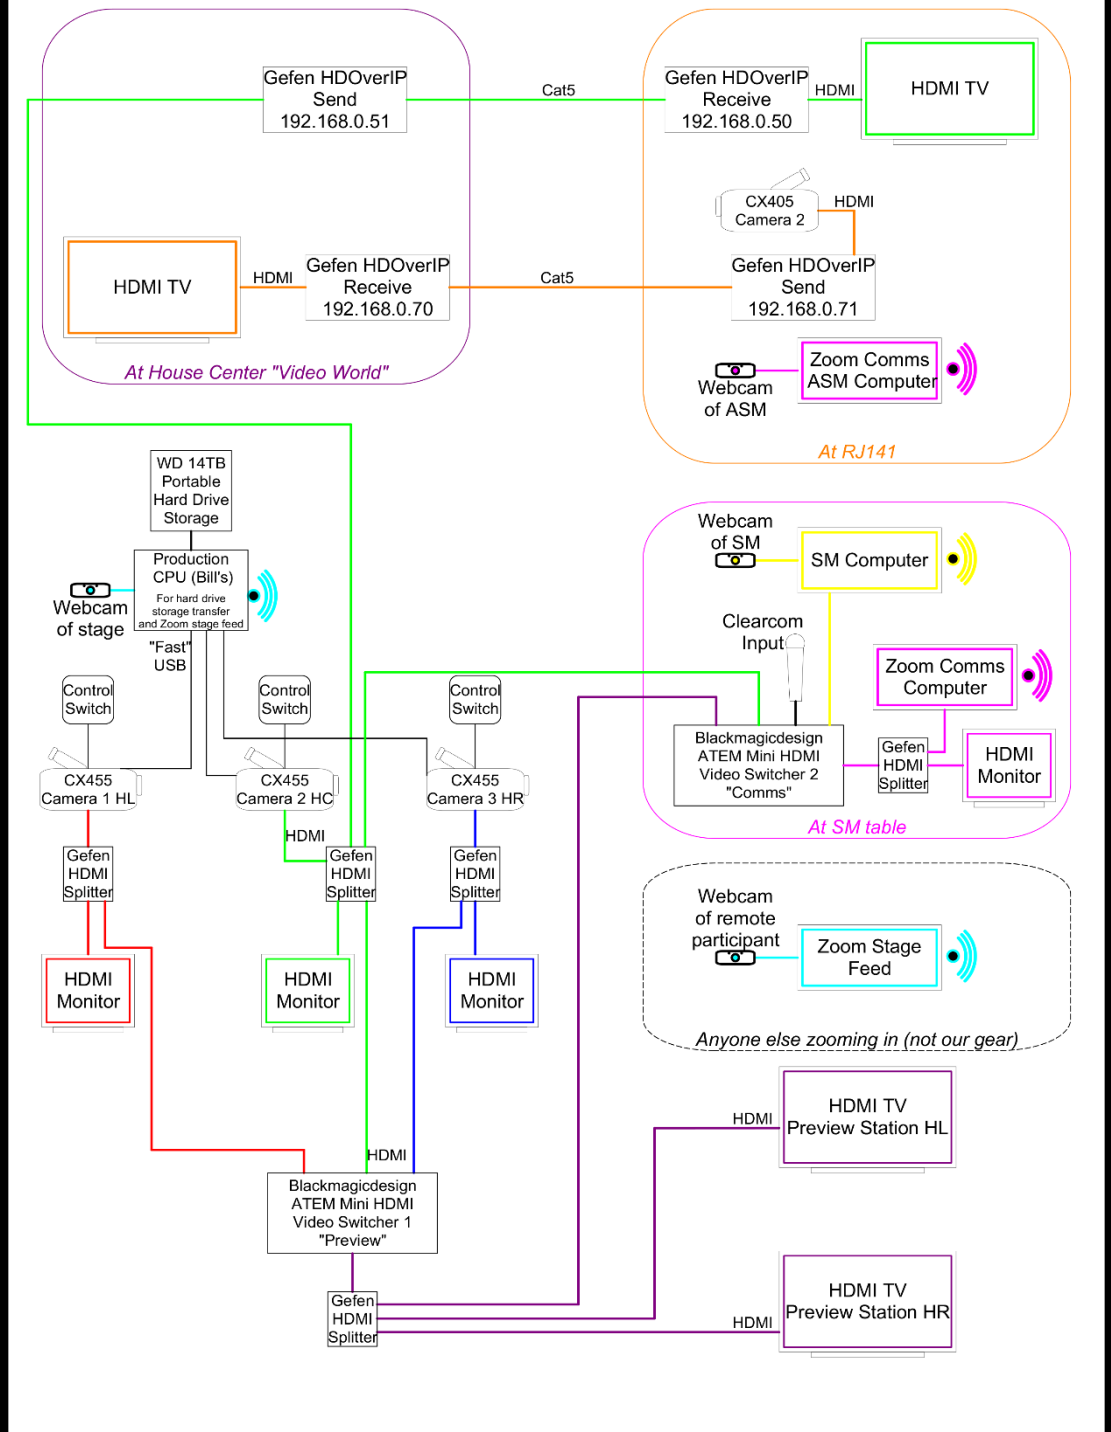 Gefen HDOverIP
Send
192.168.0.51
Cat5
Gefen HDOverIP
Receive
192.168.0.50
HDMI
HDMI TV
CX405
Camera 2
HDMI
HDMI TV
HDMI
Gefen HDOverIP
Receive
192.168.0.70
Cat5
Gefen HDOverIP
Send
192.168.0.71
At House Center "Video World"
Webcam
of ASM
Zoom Comms
ASM Computer
At RJ141
WD 14TB
Portable
Hard Drive
Storage
Production
CPU (Bill's)
For hard drive
storage transfer
and Zoom stage feed
Webcam
of stage
"Fast"
USB
Webcam
of SM
SM Computer
Clearcom
Input
Zoom Comms
Computer
Blackmagicdesign
ATEM Mini HDMI
Video Switcher 2
"Comms"
Gefen
HDMI
Splitter
HDMI
Monitor
At SM table
Control
Switch
Control
Switch
Control
Switch
CX455
Camera 1 HL
CX455
Camera 2 HC
CX455
Camera 3 HR
HDMI
Gefen
HDMI
Splitter
Gefen
HDMI
Splitter
Gefen
HDMI
Splitter
HDMI
Monitor
HDMI
Monitor
HDMI
Monitor
Webcam
of remote
participant
Zoom Stage
Feed
Anyone else zooming in (not our gear)
HDMI
Blackmagicdesign
ATEM Mini HDMI
Video Switcher 1
"Preview"
Gefen
HDMI
Splitter
HDMI
HDMI TV
Preview Station HL
HDMI
HDMI TV
Preview Station HR